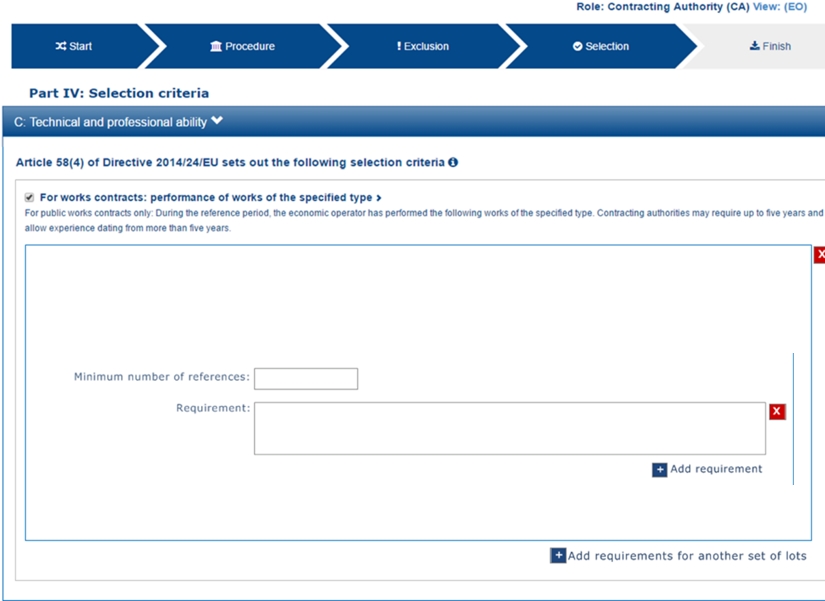 Role: Contracting Authority (CA) View: (EO)
Start
Procedure
! Exclusion
Selection
Finish
Part IV: Selection criteria
C: Technical and professional ability
Article 58(4) of Directive 2014/24/EU sets out the following selection criteria
For works contracts: performance of works of the specified type >
For public works contracts only: During the reference period, the economic operator has performed the following works of the specified type. Contracting authorities may require up to five years and
allow experience dating from more than five years.
X
Minimum number of references:
Requirement:
X
+ Add requirement
+ Add requirements for another set of lots